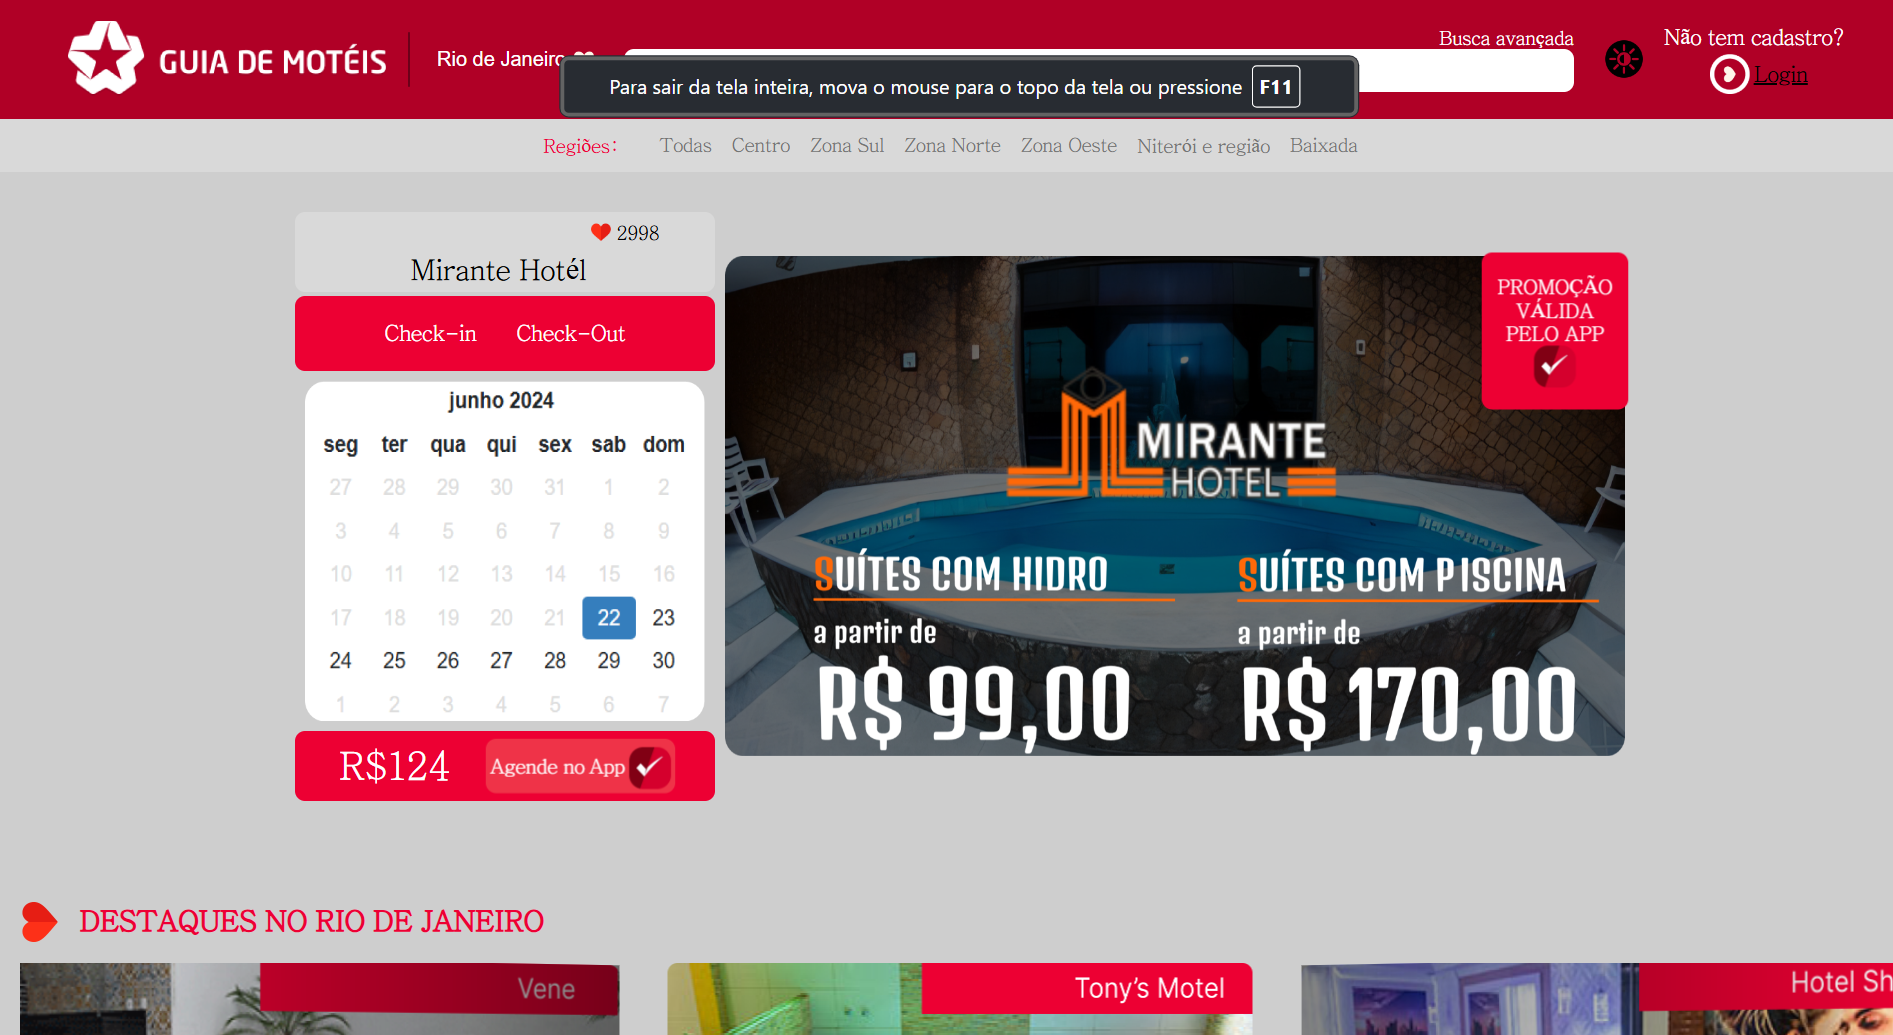 GUIA DE MOTÉIS
Rio de Janeiro
Busca avançada
Não tem cadastro?
Login
Para sair da tela inteira, mova o mouse para o topo da tela ou pressione F11
Regiões: Todas Centro Zona Sul Zona Norte Zona Oeste Niterói e região Baixada
2998
Mirante Hotél
Check-in Check-Out
junho 2024
seg ter qua qui sex sab dom
27 28 29 30 31 1 2
3 4 5 6 7 8 9
10 11 12 13 14 15 16
17 18 19 20 21 22 23
24 25 26 27 28 29 30
1 2 3 4 5 6 7
R$124 Agende no App
PROMOÇÃO
VÁLIDA
PELO APP
MIRANTE
HOTEL
SUÍTES COM HIDRO
a partir de
R$ 99,00
SUÍTES COM PISCINA
a partir de
R$ 170,00
DESTAQUES NO RIO DE JANEIRO
Vene
Tony's Motel
Hotel Sh